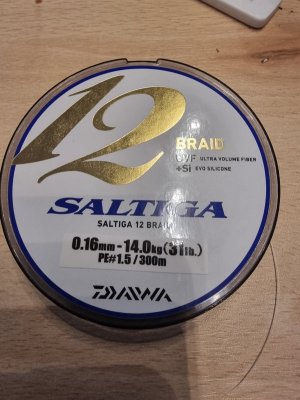 12
BRAID
UVF ULTRA VOLUME FIBER
+Si EVO SILICONE
SALTIGA
SALTIGA 12 BRAID
0.16mm-14.0kg(31lb.)
PE#1.5/300m
DAIWA